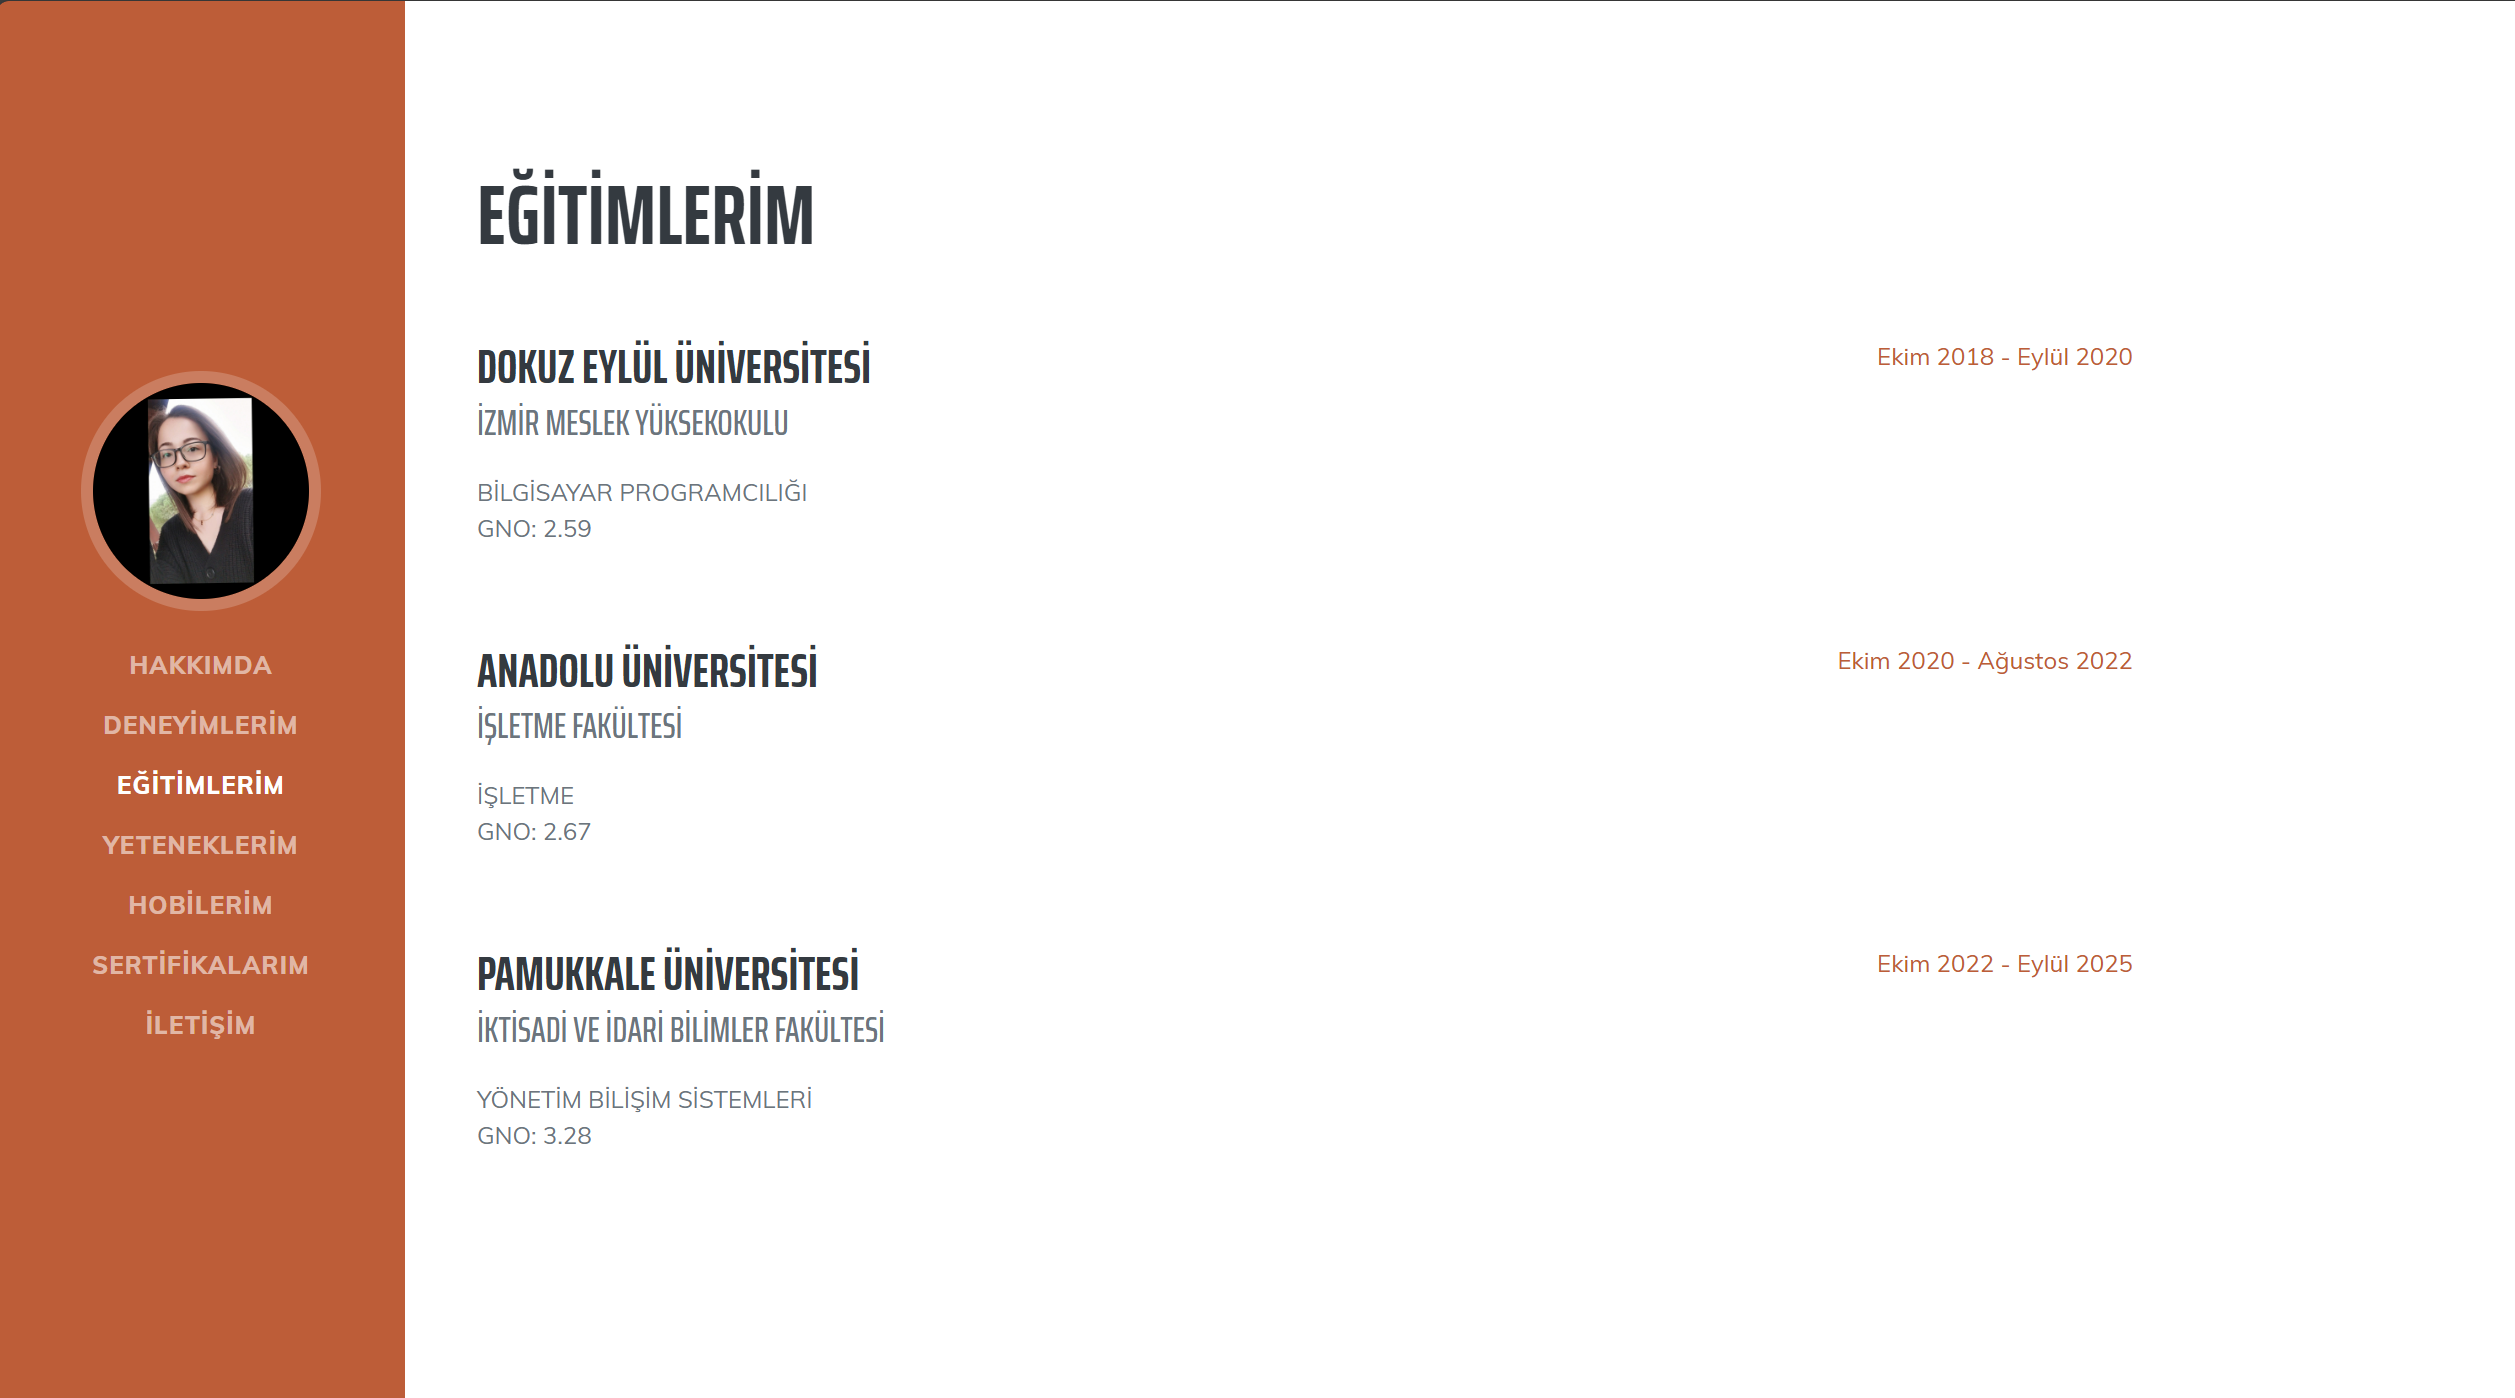 HAKKIMDA
DENEYİMLERİM
EĞİTİMLERİM
YETENEKLERİM
HOBİLERİM
SERTİFİKALARIM
İLETİŞİM
EĞİTİMLERİM
DOKUZ EYLÜL ÜNİVERSİTESİ
Ekim 2018 - Eylül 2020
İZMİR MESLEK YÜKSEKOKULU
BİLGİSAYAR PROGRAMCILIĞI
GNO: 2.59
ANADOLU ÜNİVERSİTESİ
Ekim 2020 - Ağustos 2022
İŞLETME FAKÜLTESİ
İŞLETME
GNO: 2.67
PAMUKKALE ÜNİVERSİTESİ
Ekim 2022 - Eylül 2025
İKTİSADİ VE İDARİ BİLİMLER FAKÜLTESİ
YÖNETİM BİLİŞİM SİSTEMLERİ
GNO: 3.28